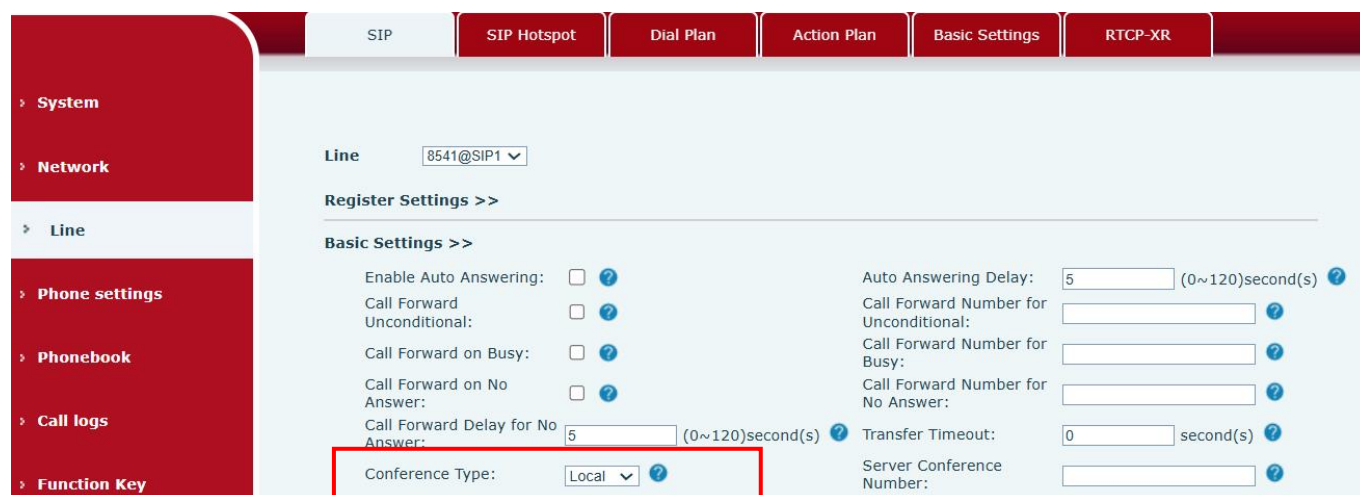 SIP
SIP Hotspot
Dial Plan
Action Plan
Basic Settings
RTCP-XR
› System
› Network
› Line
› Phone settings
› Phonebook
› Call logs
› Function Key
Line 8541@SIP1
Register Settings >>
Basic Settings >>
Enable Auto Answering: ?
Auto Answering Delay: 5 (0~120)second(s) ?
Call Forward
Unconditional: ?
Call Forward Number for
Unconditional: ?
Call Forward on Busy: ?
Call Forward Number for
Busy: ?
Call Forward on No
Answer: ?
Call Forward Number for
No Answer: ?
Call Forward Delay for No
Answer: 5 (0~120)second(s) ?
Transfer Timeout: 0 second(s) ?
Conference Type: Local ?
Server Conference
Number: ?